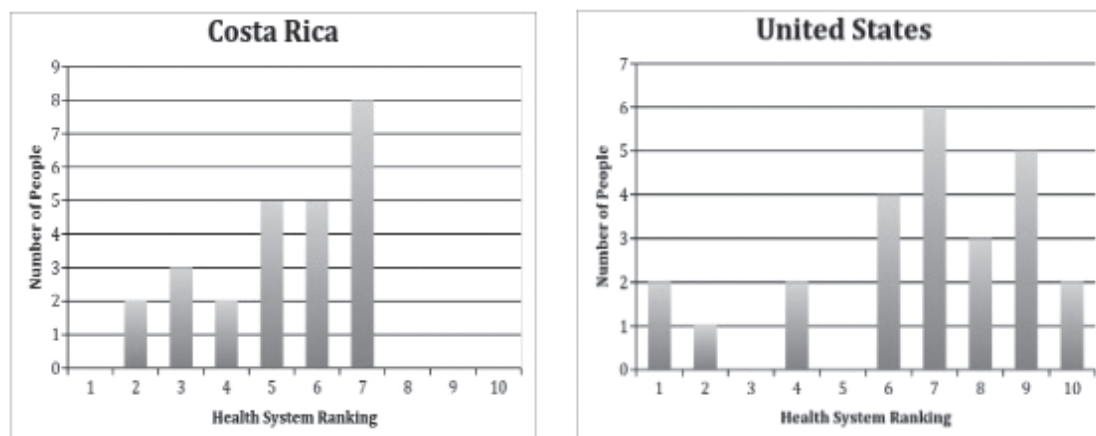 Costa Rica
Number of People
9
8
7
6
5
4
3
2
1
0
1 2 3 4 5 6 7 8 9 10
Health System Ranking
United States
Number of People
7
6
5
4
3
2
1
0
1 2 3 4 5 6 7 8 9 10
Health System Ranking